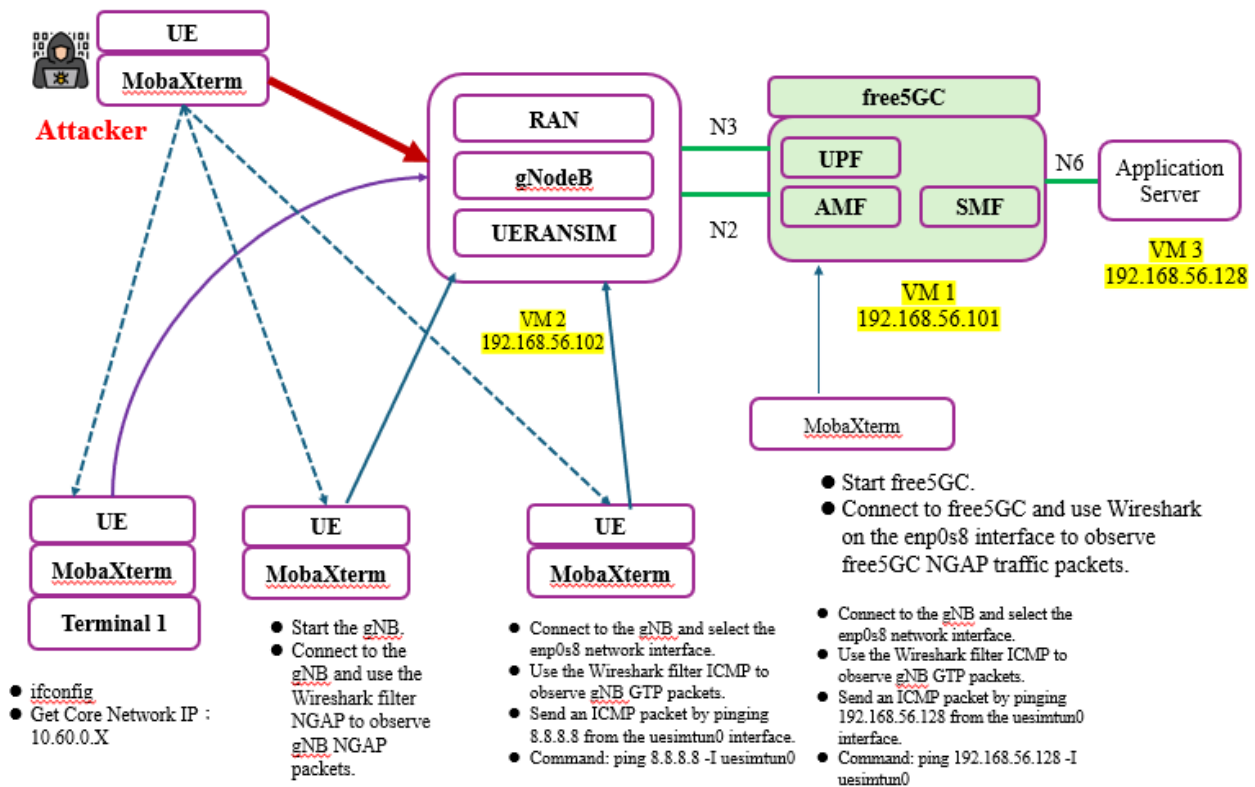 UE
MobaXterm
Attacker
RAN
gNodeB
UERANSIM
N3
N2
free5GC
UPF
AMF
SMF
N6
Application
Server
VM 3
192.168.56.128
VM 1
192.168.56.101
VM 2
192.168.56.102
MobaXterm
● Start free5GC.
● Connect to free5GC and use Wireshark
on the enp0s8 interface to observe
free5GC NGAP traffic packets.
UE
MobaXterm
Terminal 1
● ifconfig
● Get Core Network IP：
10.60.0.X
UE
MobaXterm
● Start the gNB.
● Connect to the
gNB and use the
Wireshark filter
NGAP to observe
gNB NGAP
packets.
UE
MobaXterm
● Connect to the gNB and select the
enp0s8 network interface.
● Use the Wireshark filter ICMP to
observe gNB GTP packets.
● Send an ICMP packet by pinging
8.8.8.8 from the uesimtun0 interface.
● Command: ping 8.8.8.8 -I uesimtun0
● Connect to the gNB and select the
enp0s8 network interface.
● Use the Wireshark filter ICMP to
observe gNB GTP packets.
● Send an ICMP packet by pinging
192.168.56.128 from the uesimtun0
interface.
● Command: ping 192.168.56.128 -I
uesimtun0